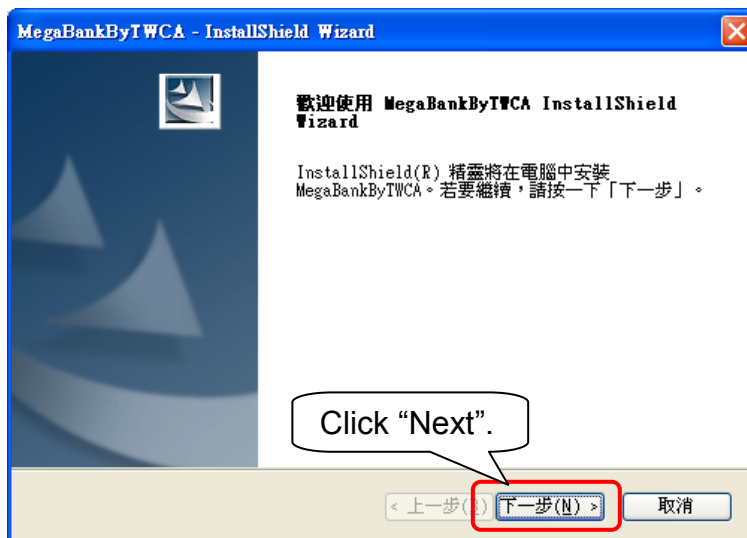 MegaBankByTWCA - InstallShield Wizard
歡迎使用 MegaBankByTWCA InstallShield
Wizard
InstallShield(R) 精靈將在電腦中安裝
MegaBankByTWCA。若要繼續，請按一下「下一步」。
Click “Next”.
< 上一步(B) 下一步(N) > 取消